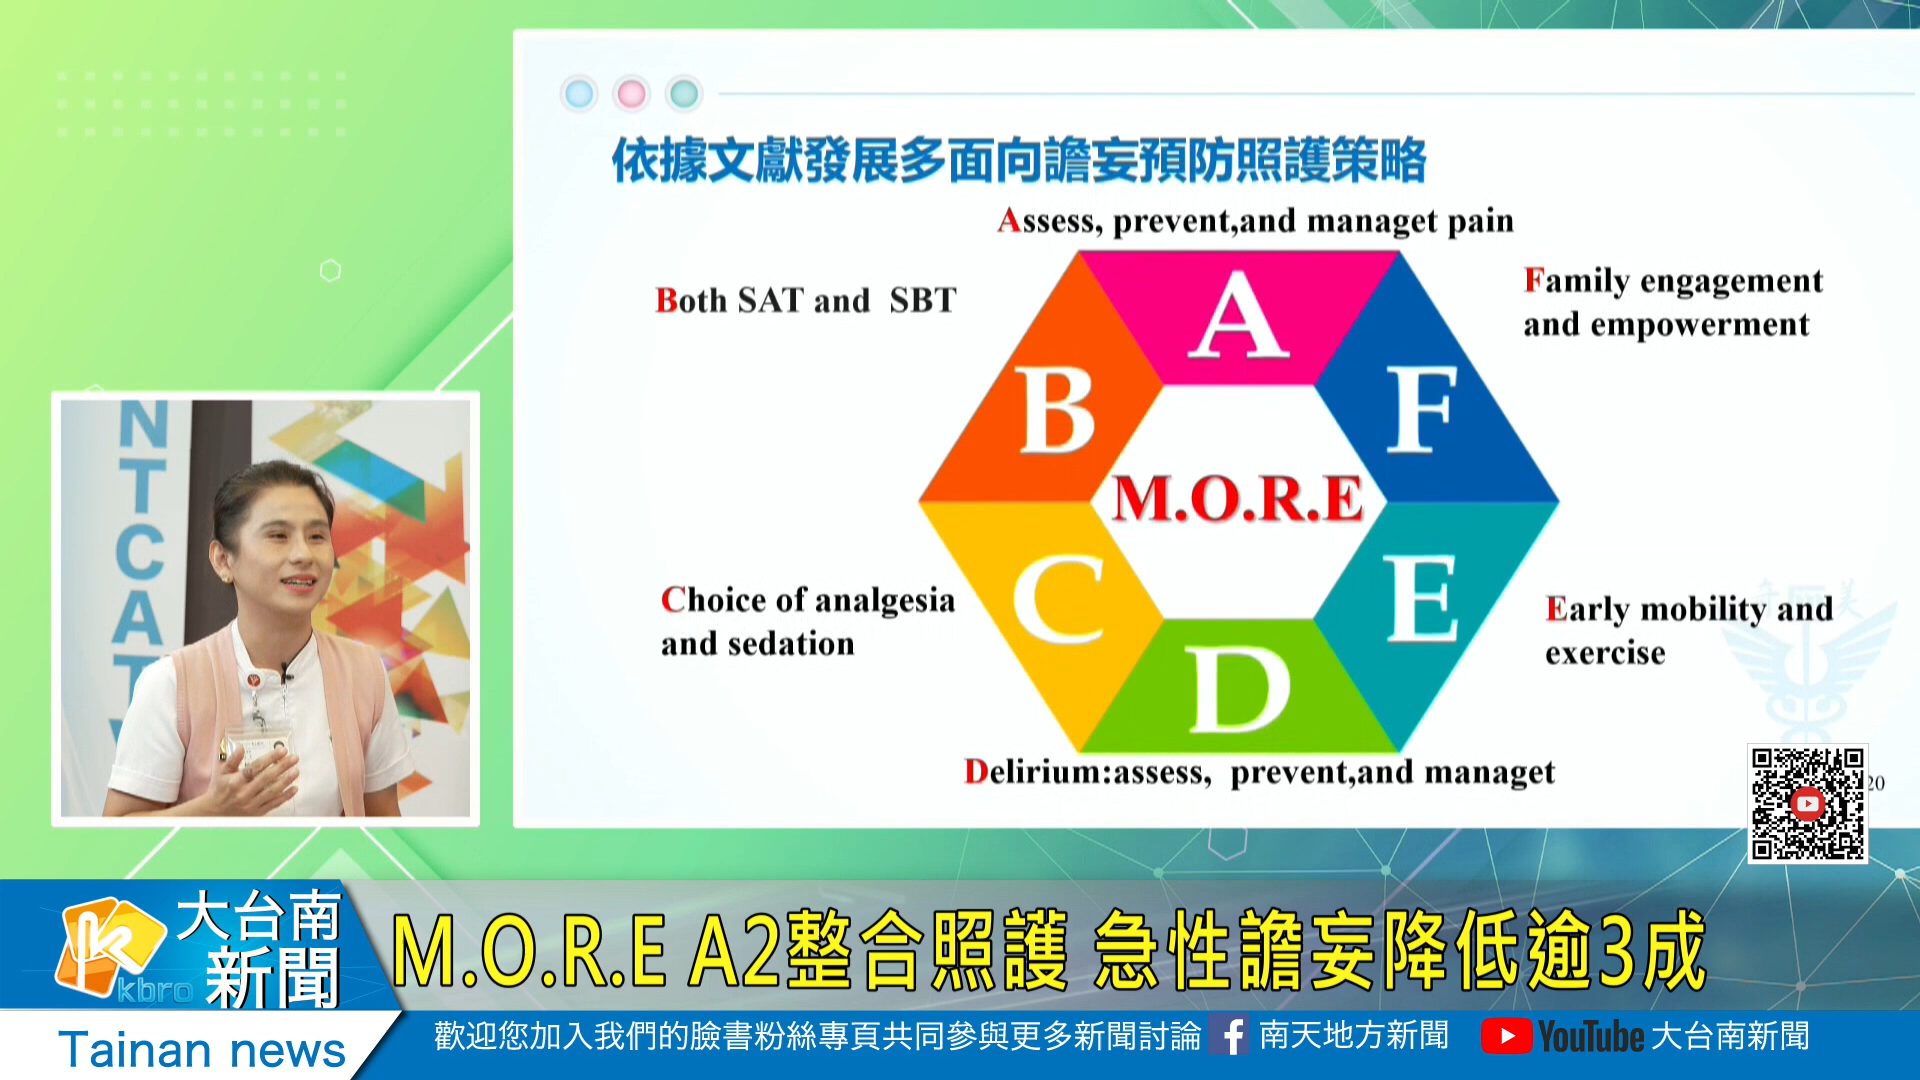 依據文獻發展多面向譫妄預防照護策略
Assess, prevent,and managet pain
Both SAT and SBT
Family engagement
and empowerment
A
B
F
M.O.R.E
C
E
D
Choice of analgesia
and sedation
Early mobility and
exercise
Delirium:assess, prevent,and managet
奇美
20
NTCAT
大台南
新聞
kbro
M.O.R.E A2整合照護 急性譫妄降低逾3成
Tainan news
歡迎您加入我們的臉書粉絲專頁共同參與更多新聞討論 f 南天地方新聞 YouTube 大台南新聞